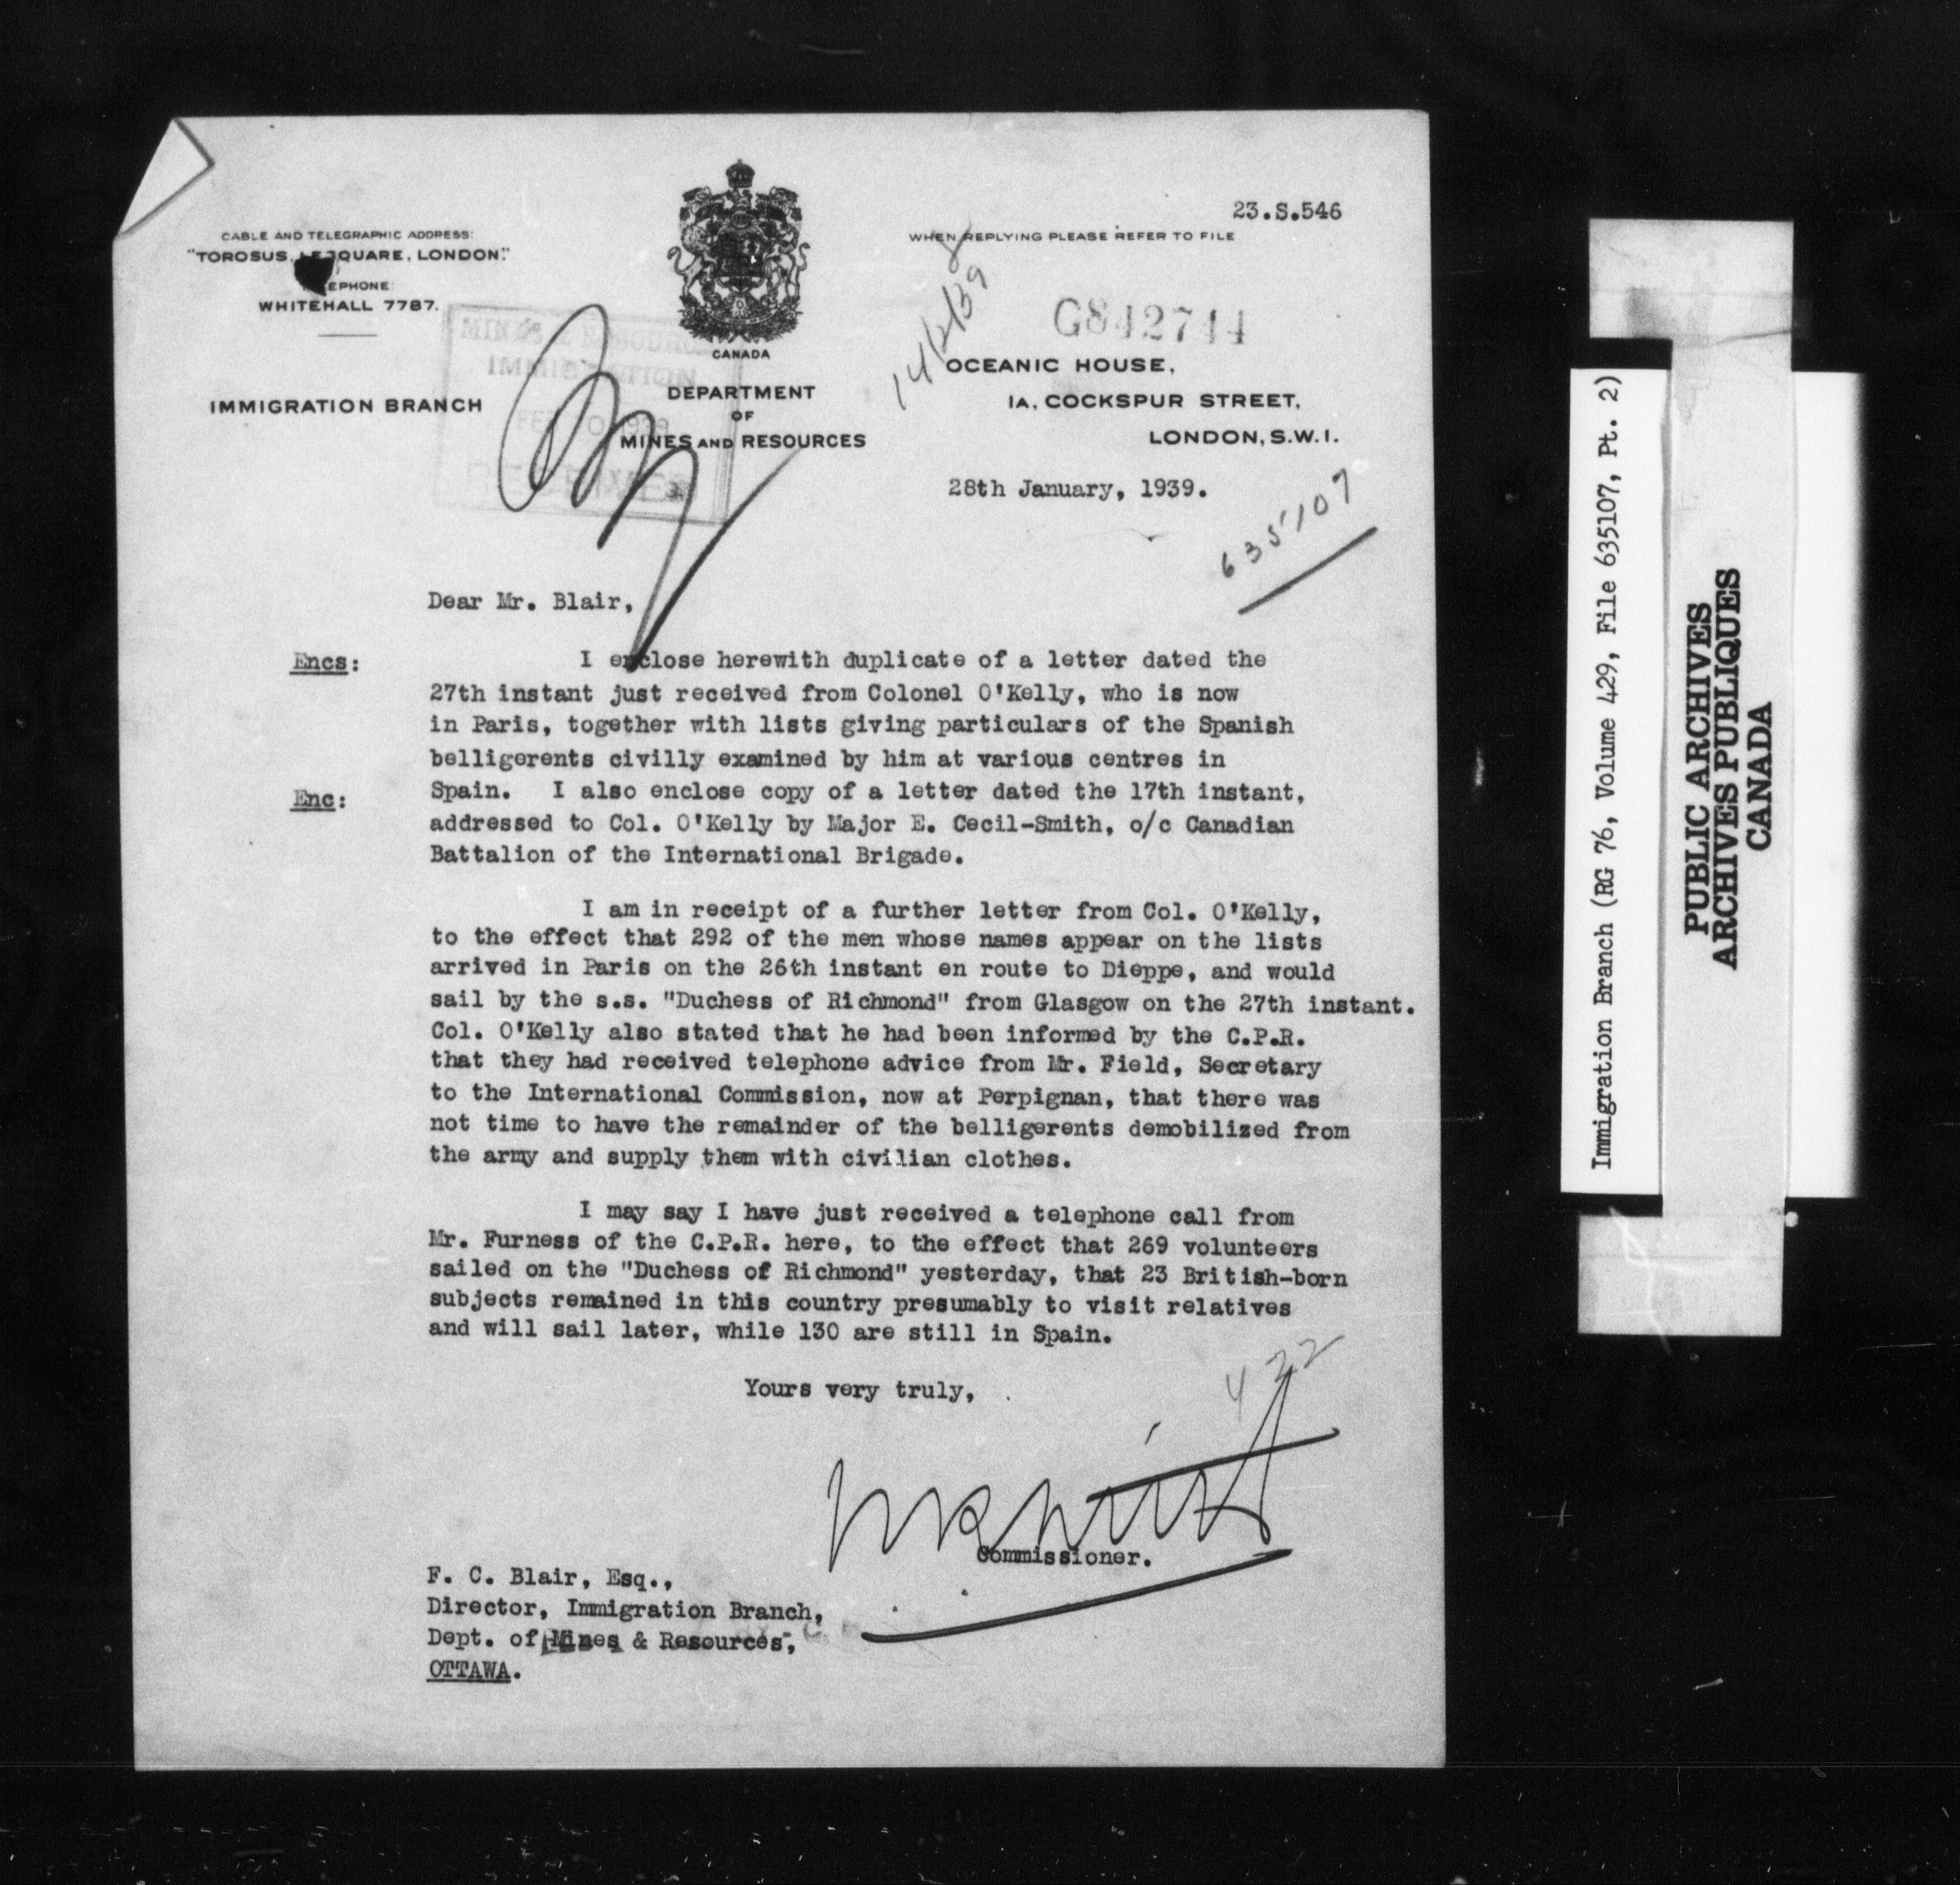 23.S.546
CABLE AND TELEGRAPHIC ADDRESS:
WHEN REPLYING PLEASE REFER TO FILE
"TOROSUS, LESQUARE, LONDON."
EPHONE:
WHITEHALL 7787.
14/2/39
G842744
CANADA
OCEANIC HOUSE,
IMMIGRATION BRANCH
DEPARTMENT
OF
MINES AND RESOURCES
1A, COCKSPUR STREET,
LONDON, S.W.1.
MINES & RESOURCES
IMMIGRATION
28th January, 1939.
635107
Dear Mr. Blair,
Encs: I enclose herewith duplicate of a letter dated the
27th instant just received from Colonel O'Kelly, who is now
in Paris, together with lists giving particulars of the Spanish
belligerents civilly examined by him at various centres in
Enc: Spain. I also enclose copy of a letter dated the 17th instant,
addressed to Col. O'Kelly by Major E. Cecil-Smith, o/c Canadian
Battalion of the International Brigade.
I am in receipt of a further letter from Col. O'Kelly,
to the effect that 292 of the men whose names appear on the lists
arrived in Paris on the 26th instant en route to Dieppe, and would
sail by the s.s. "Duchess of Richmond" from Glasgow on the 27th instant.
Col. O'Kelly also stated that he had been informed by the C.P.R.
that they had received telephone advice from Mr. Field, Secretary
to the International Commission, now at Perpignan, that there was
not time to have the remainder of the belligerents demobilized from
the army and supply them with civilian clothes.
I may say I have just received a telephone call from
Mr. Furness of the C.P.R. here, to the effect that 269 volunteers
sailed on the "Duchess of Richmond" yesterday, that 23 British-born
subjects remained in this country presumably to visit relatives
and will sail later, while 130 are still in Spain.
422
Yours very truly,
Commissioner.
F. C. Blair, Esq.,
Director, Immigration Branch,
Dept. of Mines & Resources,
OTTAWA.
Immigration Branch (RG 76, Volume 429, File 635107, Pt. 2)
PUBLIC ARCHIVES
ARCHIVES PUBLIQUES
CANADA